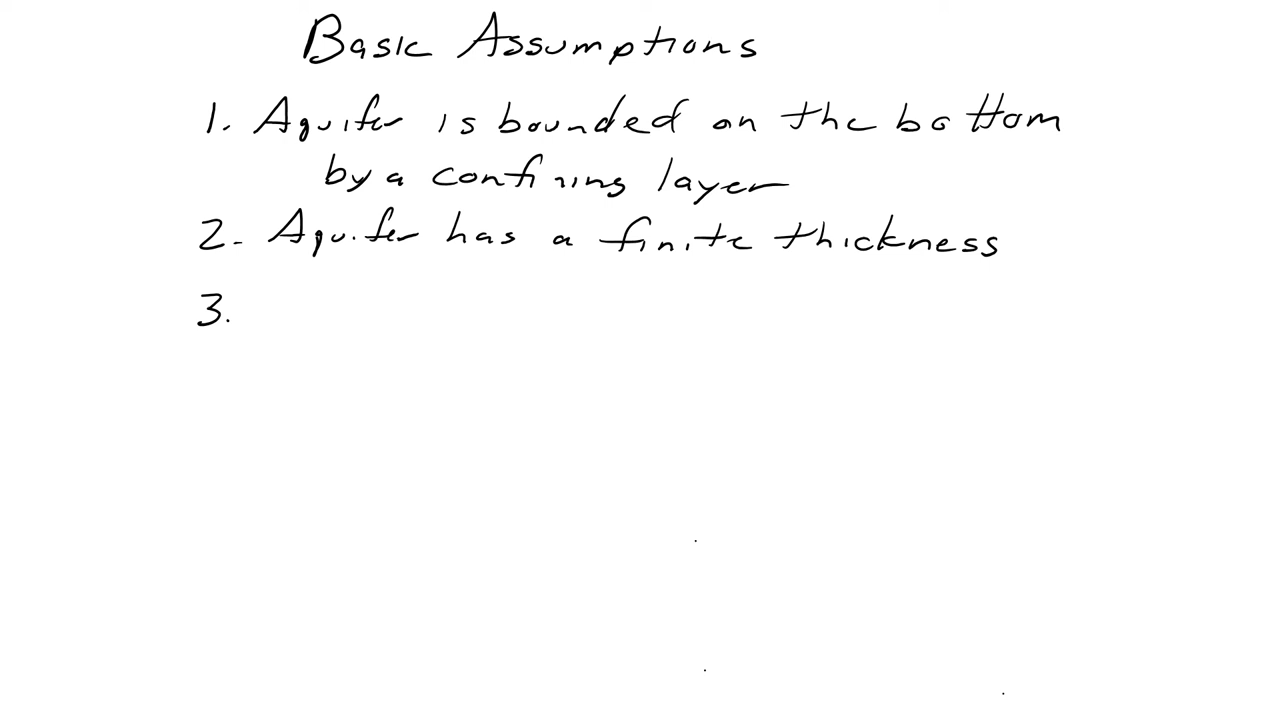 Basic Assumptions
1. Aquifer is bounded on the bottom
by a confining layer
2. Aquifer has a finite thickness
3.